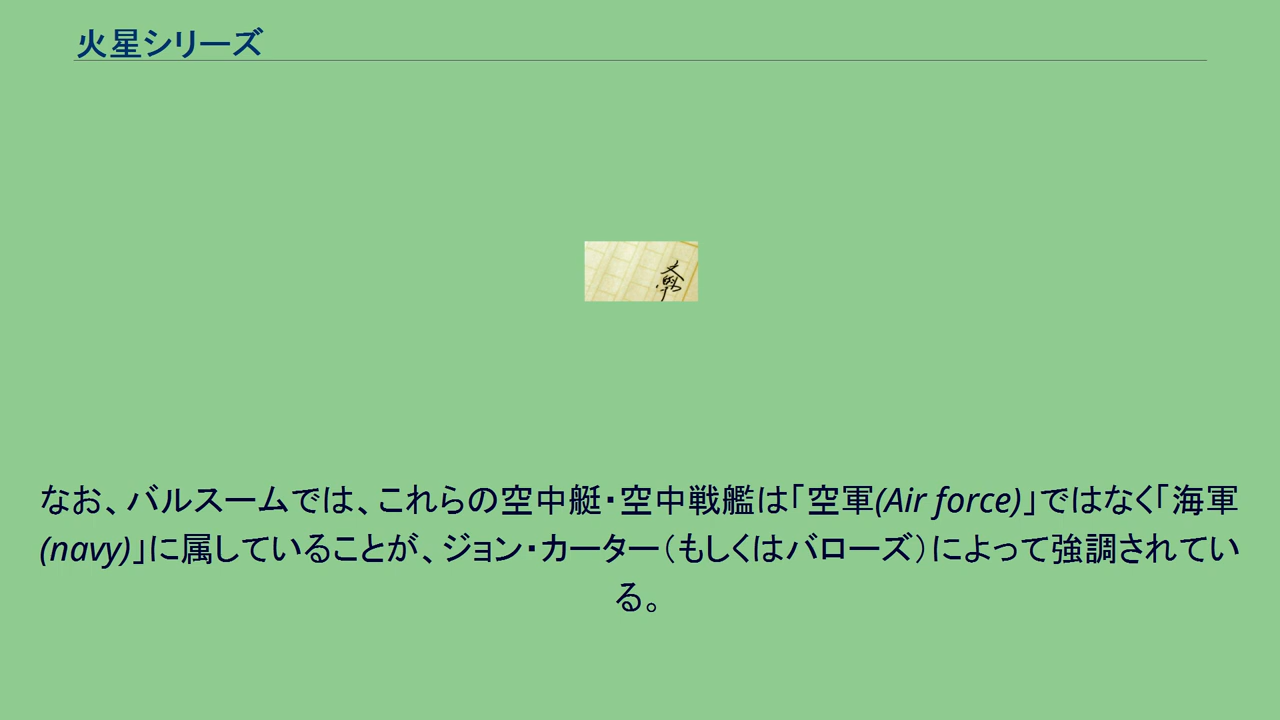 火星シリーズ
なお、バルスームでは、これらの空中艇・空中戦艦は「空軍(Air force)」ではなく「海軍
(navy)」に属していることが、ジョン・カーター（もしくはバローズ）によって強調されてい
る。